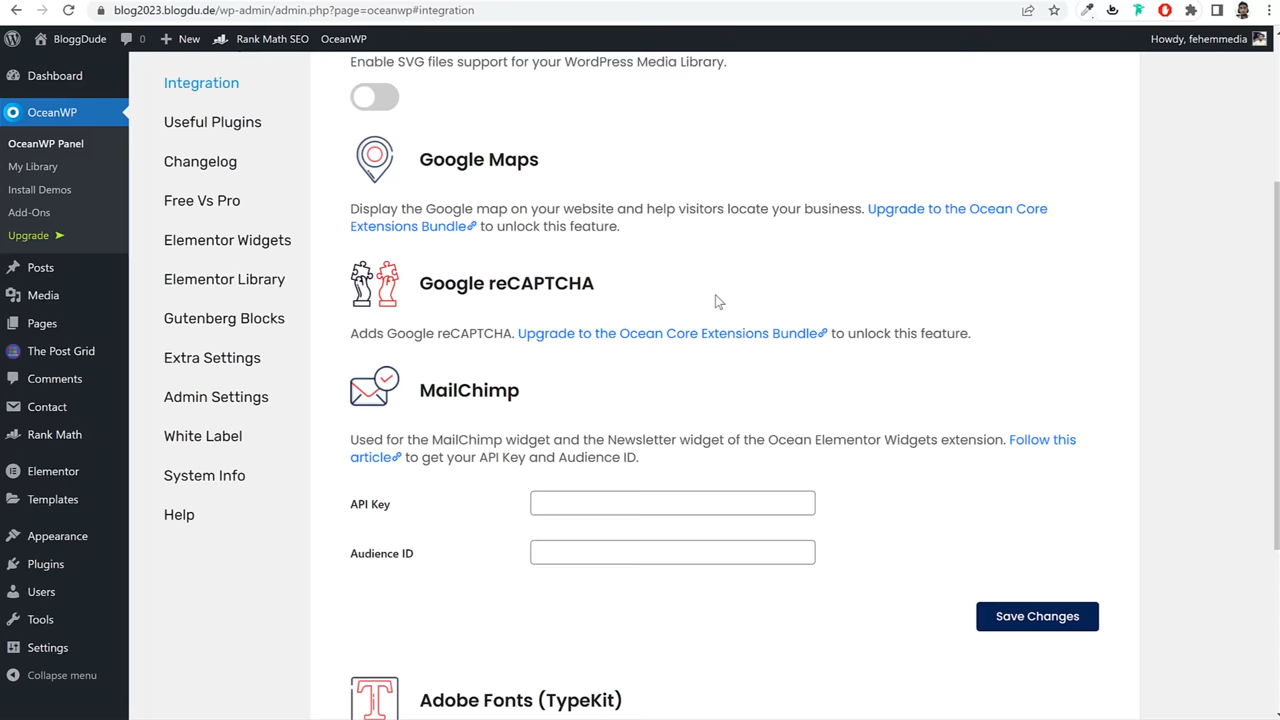 blog2023.blogdu.de/wp-admin/admin.php?page=oceanwp#integration
BloggDude
0
New
Rank Math SEO
OceanWP
Howdy, fehemmedia
Dashboard
OceanWP
OceanWP Panel
My Library
Install Demos
Add-Ons
Upgrade
Posts
Media
Pages
The Post Grid
Comments
Contact
Rank Math
Elementor
Templates
Appearance
Plugins
Users
Tools
Settings
Collapse menu
Integration
Useful Plugins
Changelog
Free Vs Pro
Elementor Widgets
Elementor Library
Gutenberg Blocks
Extra Settings
Admin Settings
White Label
System Info
Help
Enable SVG files support for your WordPress Media Library.
Google Maps
Display the Google map on your website and help visitors locate your business. Upgrade to the Ocean Core
Extensions Bundle to unlock this feature.
Google reCAPTCHA
Adds Google reCAPTCHA. Upgrade to the Ocean Core Extensions Bundle to unlock this feature.
MailChimp
Used for the MailChimp widget and the Newsletter widget of the Ocean Elementor Widgets extension. Follow this
article to get your API Key and Audience ID.
API Key
Audience ID
Save Changes
T
Adobe Fonts (TypeKit)